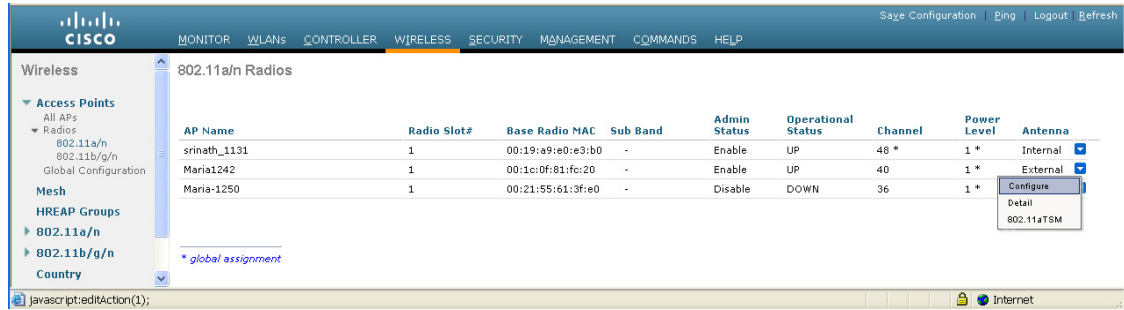 Save Configuration | Ping | Logout | Refresh
CISCO
MONITOR WLANs CONTROLLER WIRELESS SECURITY MANAGEMENT COMMANDS HELP
Wireless
Access Points
All APs
Radios
802.11a/n
802.11b/g/n
Global Configuration
Mesh
HREAP Groups
802.11a/n
802.11b/g/n
Country
802.11a/n Radios
AP Name Radio Slot# Base Radio MAC Sub Band Admin Status Operational Status Channel Power Level Antenna
srinath_1131 1 00:19:a9:e0:e3:b0 - Enable UP 48 * 1 * Internal
Maria1242 1 00:1c:0f:81:fc:20 - Enable UP 40 1 * External
Maria-1250 1 00:21:55:61:3f:e0 - Disable DOWN 36 1 *
Configure
Detail
802.11aTSM
* global assignment
javascript:editAction(1);
Internet